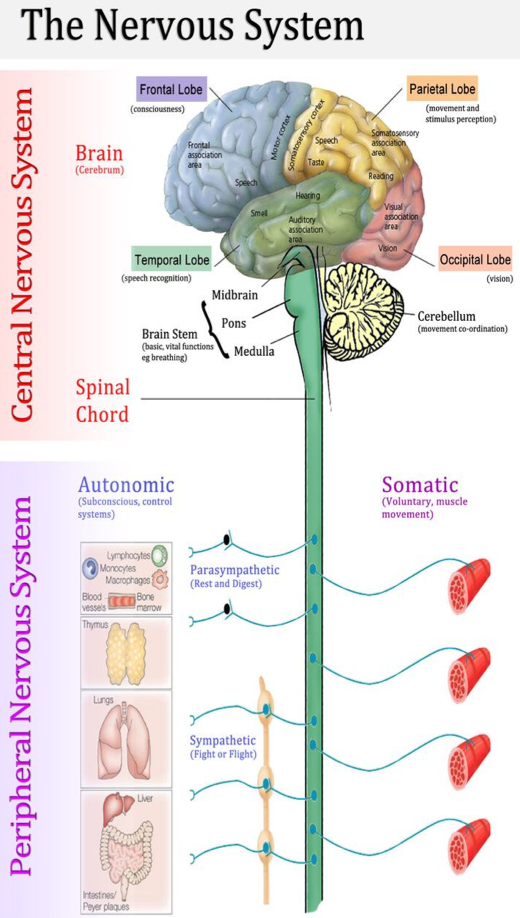 The Nervous System
Central Nervous System
Frontal Lobe
(consciousness)
Parietal Lobe
(movement and
stimulus perception)
Brain
(Cerebrum)
Frontal
association
area
Speech
Motor cortex
Somatosensory cortex
Speech
Taste
Somatosensory
association
area
Reading
Hearing
Smell
Auditory
association
area
Visual
association
area
Vision
Temporal Lobe
(speech recognition)
Occipital Lobe
(vision)
Midbrain
Pons
Medulla
Brain Stem
(basic, vital functions
eg breathing)
Cerebellum
(movement co-ordination)
Spinal
Chord
Peripheral Nervous System
Autonomic
(Subconscious, control
systems)
Somatic
(Voluntary, muscle
movement)
Lymphocytes
Monocytes
Macrophages
Blood
vessels
Bone
marrow
Parasympathetic
(Rest and Digest)
Thymus
Lungs
Sympathetic
(Fight or Flight)
Liver
Intestines/
Peyer plaques